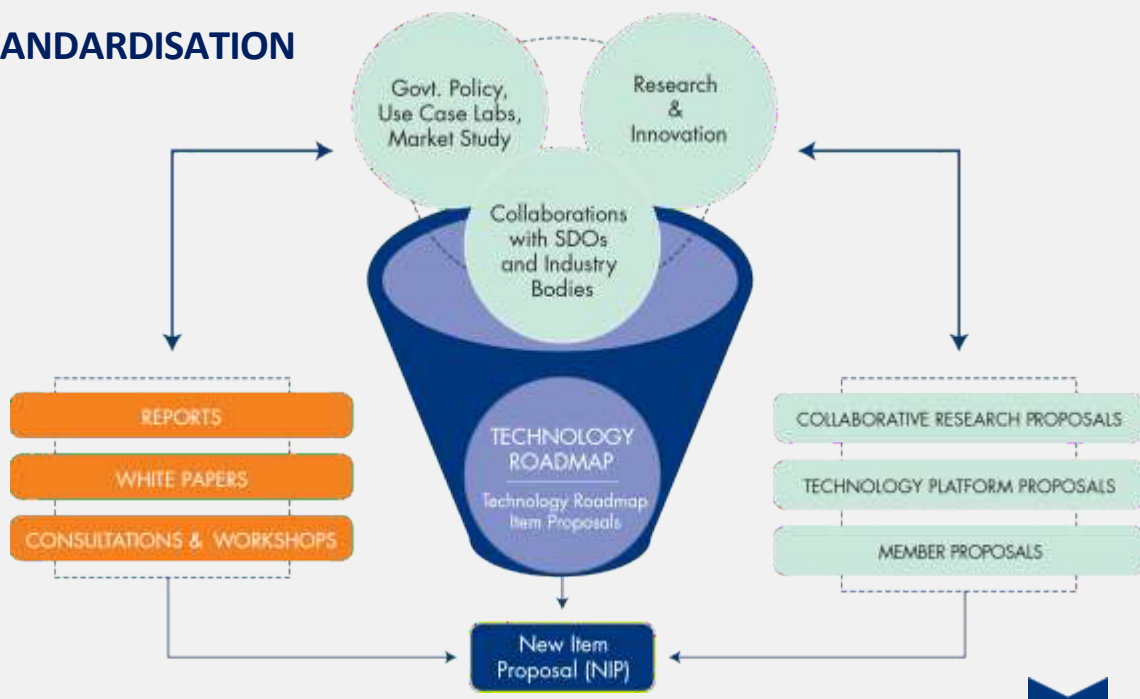 ANDARDISATION
Govt. Policy,
Use Case Labs,
Market Study
Research
&
Innovation
Collaborations
with SDOs
and Industry
Bodies
REPORTS
WHITE PAPERS
CONSULTATIONS & WORKSHOPS
TECHNOLOGY
ROADMAP
Technology Roadmap
Item Proposals
COLLABORATIVE RESEARCH PROPOSALS
TECHNOLOGY PLATFORM PROPOSALS
MEMBER PROPOSALS
New Item
Proposal (NIP)